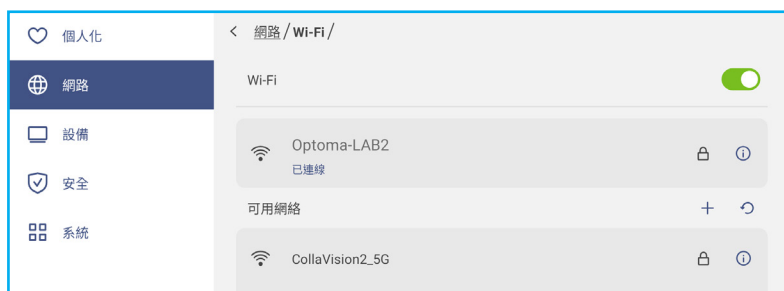 個人化
網路
設備
安全
系統
網路/Wi-Fi/
Wi-Fi
Optoma-LAB2
已連線
可用網絡
CollaVision2_5G